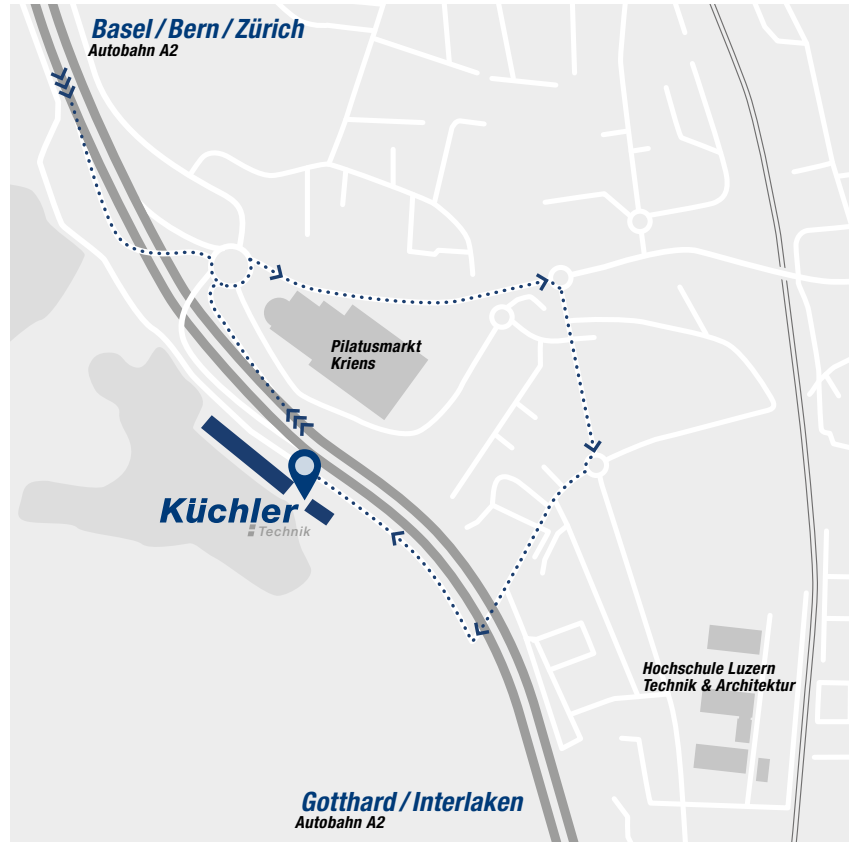 Basel / Bern / Zürich
Autobahn A2
Pilatusmarkt
Kriens
Küchler
Technik
Hochschule Luzern
Technik & Architektur
Gotthard / Interlaken
Autobahn A2